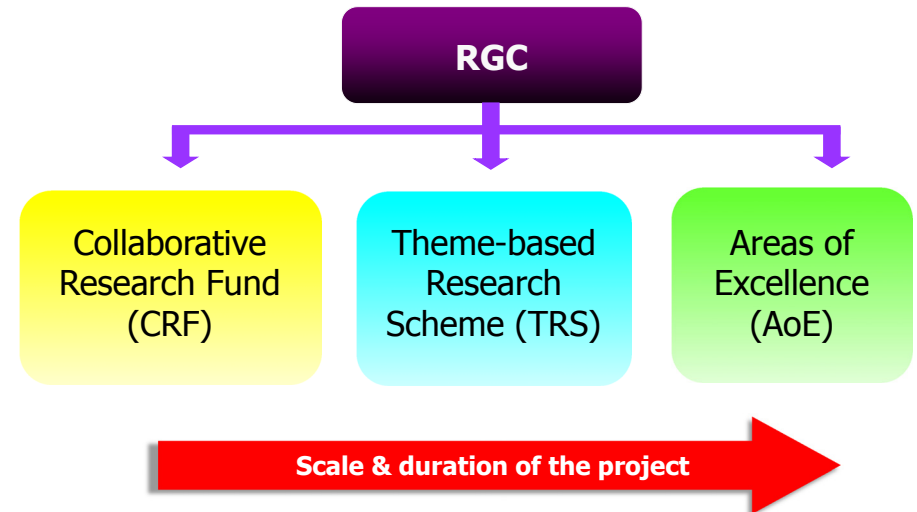 RGC
Collaborative
Research Fund
(CRF)
Theme-based
Research
Scheme (TRS)
Areas of
Excellence
(AoE)
Scale & duration of the project